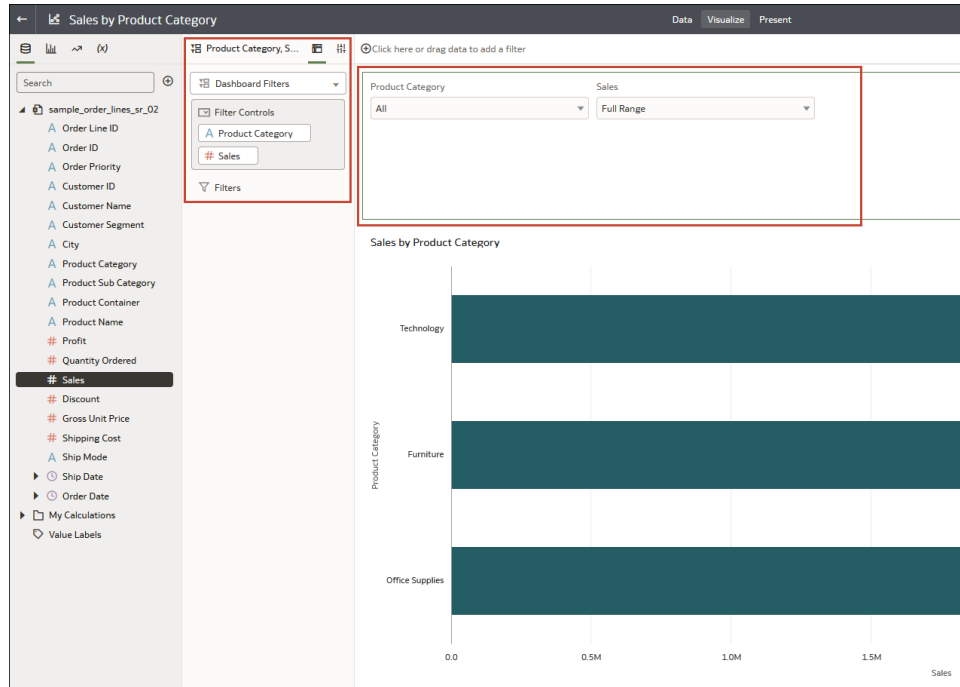 Sales by Product Category
Data Visualize Present
(x)
Product Category, S...
Click here or drag data to add a filter
Search
Dashboard Filters
Product Category
Sales
All
Full Range
sample_order_lines_sr_02
Filter Controls
A Order Line ID
A Product Category
A Order ID
# Sales
A Order Priority
A Customer ID
Filters
A Customer Name
A Customer Segment
A City
Sales by Product Category
A Product Category
A Product Sub Category
A Product Container
A Product Name
# Profit
# Quantity Ordered
# Sales
# Discount
# Gross Unit Price
# Shipping Cost
A Ship Mode
Ship Date
Order Date
My Calculations
Value Labels
Product Category
Technology
Furniture
Office Supplies
0.0 0.5M 1.0M 1.5M
Sales